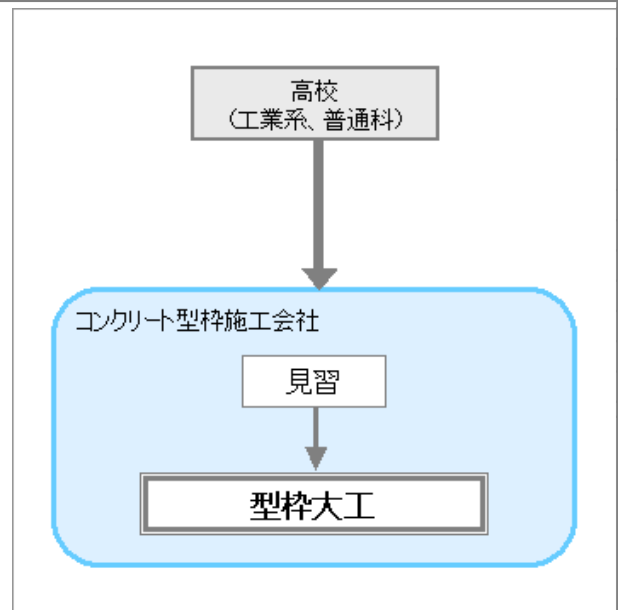 高校
（工業系、普通科）
コンクリート型枠施工会社
見習
型枠大工